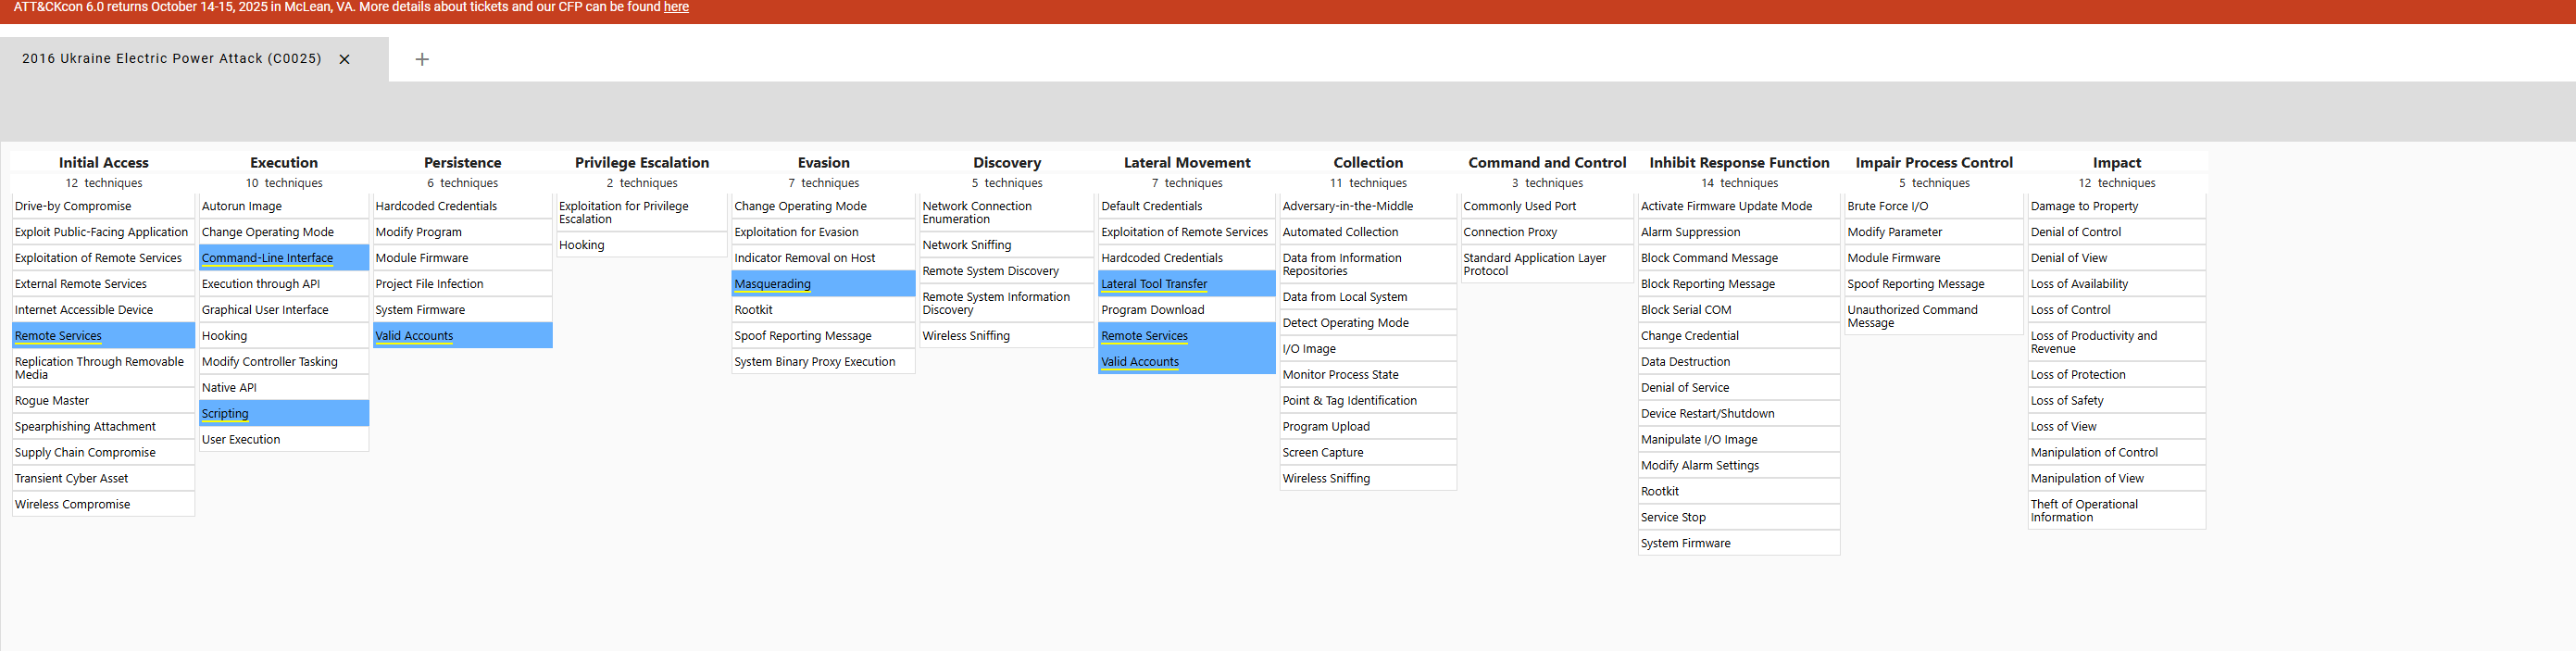 ATT&CKcon 6.0 returns October 14-15, 2025 in McLean, VA. More details about tickets and our CFP can be found here
2016 Ukraine Electric Power Attack (C0025) ×
+
Initial Access
12 techniques
Drive-by Compromise
Exploit Public-Facing Application
Exploitation of Remote Services
External Remote Services
Internet Accessible Device
Remote Services
Replication Through Removable
Media
Rogue Master
Spearphishing Attachment
Supply Chain Compromise
Transient Cyber Asset
Wireless Compromise
Execution
10 techniques
Autorun Image
Change Operating Mode
Command-Line Interface
Execution through API
Graphical User Interface
Hooking
Modify Controller Tasking
Native API
Scripting
User Execution
Persistence
6 techniques
Hardcoded Credentials
Modify Program
Module Firmware
Project File Infection
System Firmware
Valid Accounts
Privilege Escalation
2 techniques
Exploitation for Privilege
Escalation
Hooking
Evasion
7 techniques
Change Operating Mode
Exploitation for Evasion
Indicator Removal on Host
Masquerading
Rootkit
Spoof Reporting Message
System Binary Proxy Execution
Discovery
5 techniques
Network Connection
Enumeration
Network Sniffing
Remote System Discovery
Remote System Information
Discovery
Wireless Sniffing
Lateral Movement
7 techniques
Default Credentials
Exploitation of Remote Services
Hardcoded Credentials
Lateral Tool Transfer
Program Download
Remote Services
Valid Accounts
Collection
11 techniques
Adversary-in-the-Middle
Automated Collection
Data from Information
Repositories
Data from Local System
Detect Operating Mode
I/O Image
Monitor Process State
Point & Tag Identification
Program Upload
Screen Capture
Wireless Sniffing
Command and Control
3 techniques
Commonly Used Port
Connection Proxy
Standard Application Layer
Protocol
Inhibit Response Function
14 techniques
Activate Firmware Update Mode
Alarm Suppression
Block Command Message
Block Reporting Message
Block Serial COM
Change Credential
Data Destruction
Denial of Service
Device Restart/Shutdown
Manipulate I/O Image
Modify Alarm Settings
Rootkit
Service Stop
System Firmware
Impair Process Control
5 techniques
Brute Force I/O
Modify Parameter
Module Firmware
Spoof Reporting Message
Unauthorized Command
Message
Impact
12 techniques
Damage to Property
Denial of Control
Denial of View
Loss of Availability
Loss of Control
Loss of Productivity and
Revenue
Loss of Protection
Loss of Safety
Loss of View
Manipulation of Control
Manipulation of View
Theft of Operational
Information